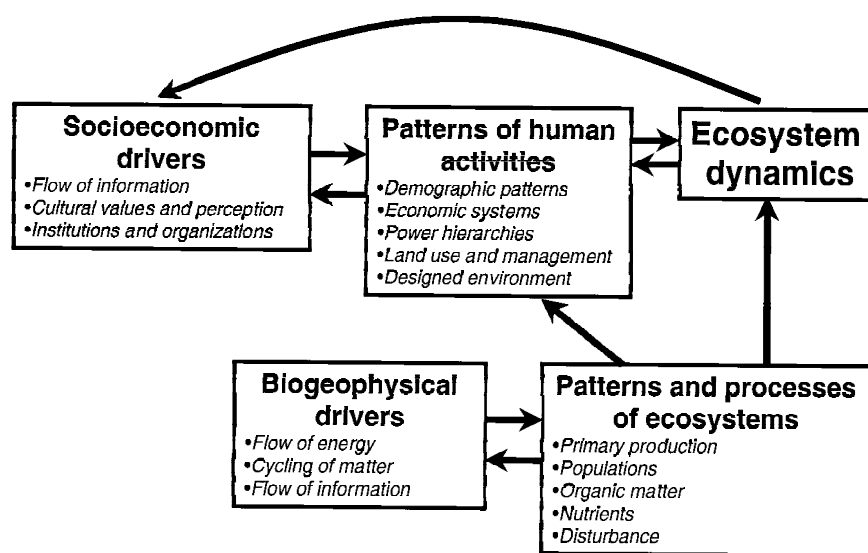 Socioeconomic
drivers
•Flow of information
•Cultural values and perception
•Institutions and organizations
Patterns of human
activities
•Demographic patterns
•Economic systems
•Power hierarchies
•Land use and management
•Designed environment
Ecosystem
dynamics
Biogeophysical
drivers
•Flow of energy
•Cycling of matter
•Flow of information
Patterns and processes
of ecosystems
•Primary production
•Populations
•Organic matter
•Nutrients
•Disturbance